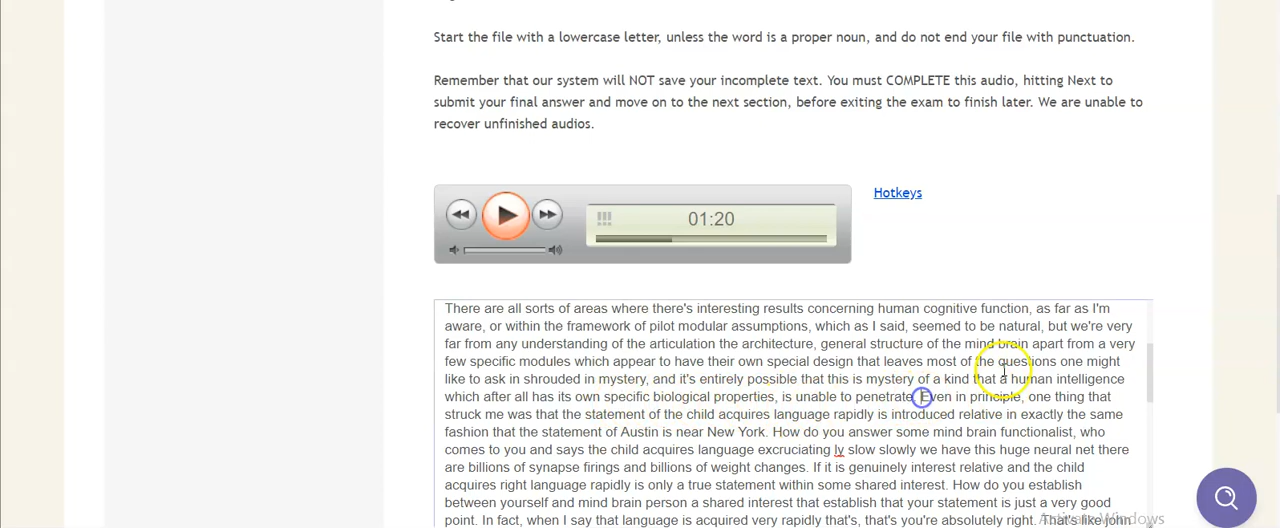 Start the file with a lowercase letter, unless the word is a proper noun, and do not end your file with punctuation.
Remember that our system will NOT save your incomplete text. You must COMPLETE this audio, hitting Next to
submit your final answer and move on to the next section, before exiting the exam to finish later. We are unable to
recover unfinished audios.
Hotkeys
01:20
There are all sorts of areas where there's interesting results concerning human cognitive function, as far as I'm
aware, or within the framework of pilot modular assumptions, which as I said, seemed to be natural, but we're very
far from any understanding of the articulation the architecture, general structure of the mind brain apart from a very
few specific modules which appear to have their own special design that leaves most of the questions one might
like to ask in shrouded in mystery, and it's entirely possible that this is mystery of a kind that a human intelligence
which after all has its own specific biological properties, is unable to penetrate. Even in principle, one thing that
struck me was that the statement of the child acquires language rapidly is introduced relative in exactly the same
fashion that the statement of Austin is near New York. How do you answer some mind brain functionalist, who
comes to you and says the child acquires language excruciating ly slow slowly we have this huge neural net there
are billions of synapse firings and billions of weight changes. If it is genuinely interest relative and the child
acquires right language rapidly is only a true statement within some shared interest. How do you establish
between yourself and mind brain person a shared interest that establish that your statement is just a very good
point. In fact, when I say that language is acquired very rapidly that's, that's you're absolutely right. That's like john
Activate Windows